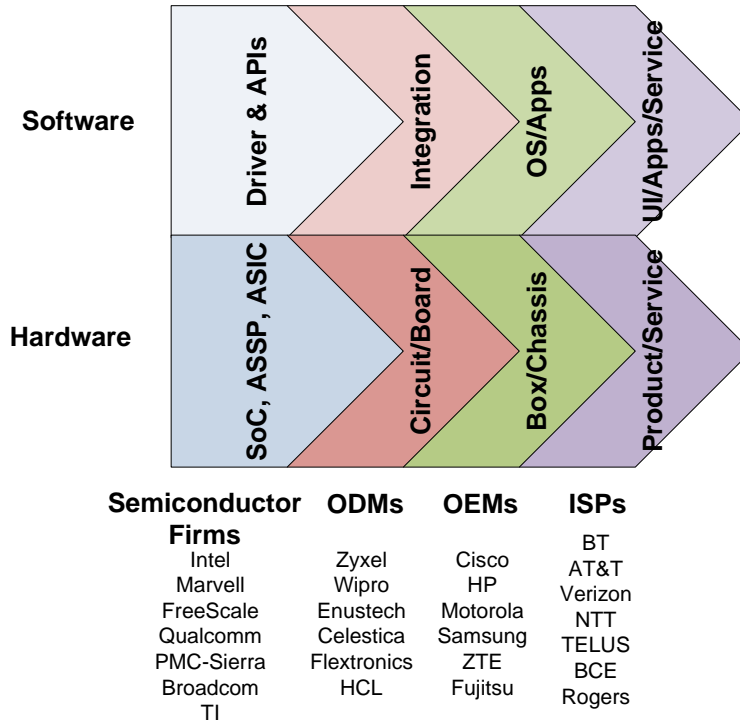 Software
Driver & APIs
Integration
OS/Apps
UI/Apps/Service
Hardware
SoC, ASSP, ASIC
Circuit/Board
Box/Chassis
Product/Service
Semiconductor
Firms
Intel
Marvell
FreeScale
Qualcomm
PMC-Sierra
Broadcom
TI
ODMs
Zyxel
Wipro
Enustech
Celestica
Flextronics
HCL
OEMs
Cisco
HP
Motorola
Samsung
ZTE
Fujitsu
ISPs
BT
AT&T
Verizon
NTT
TELUS
BCE
Rogers